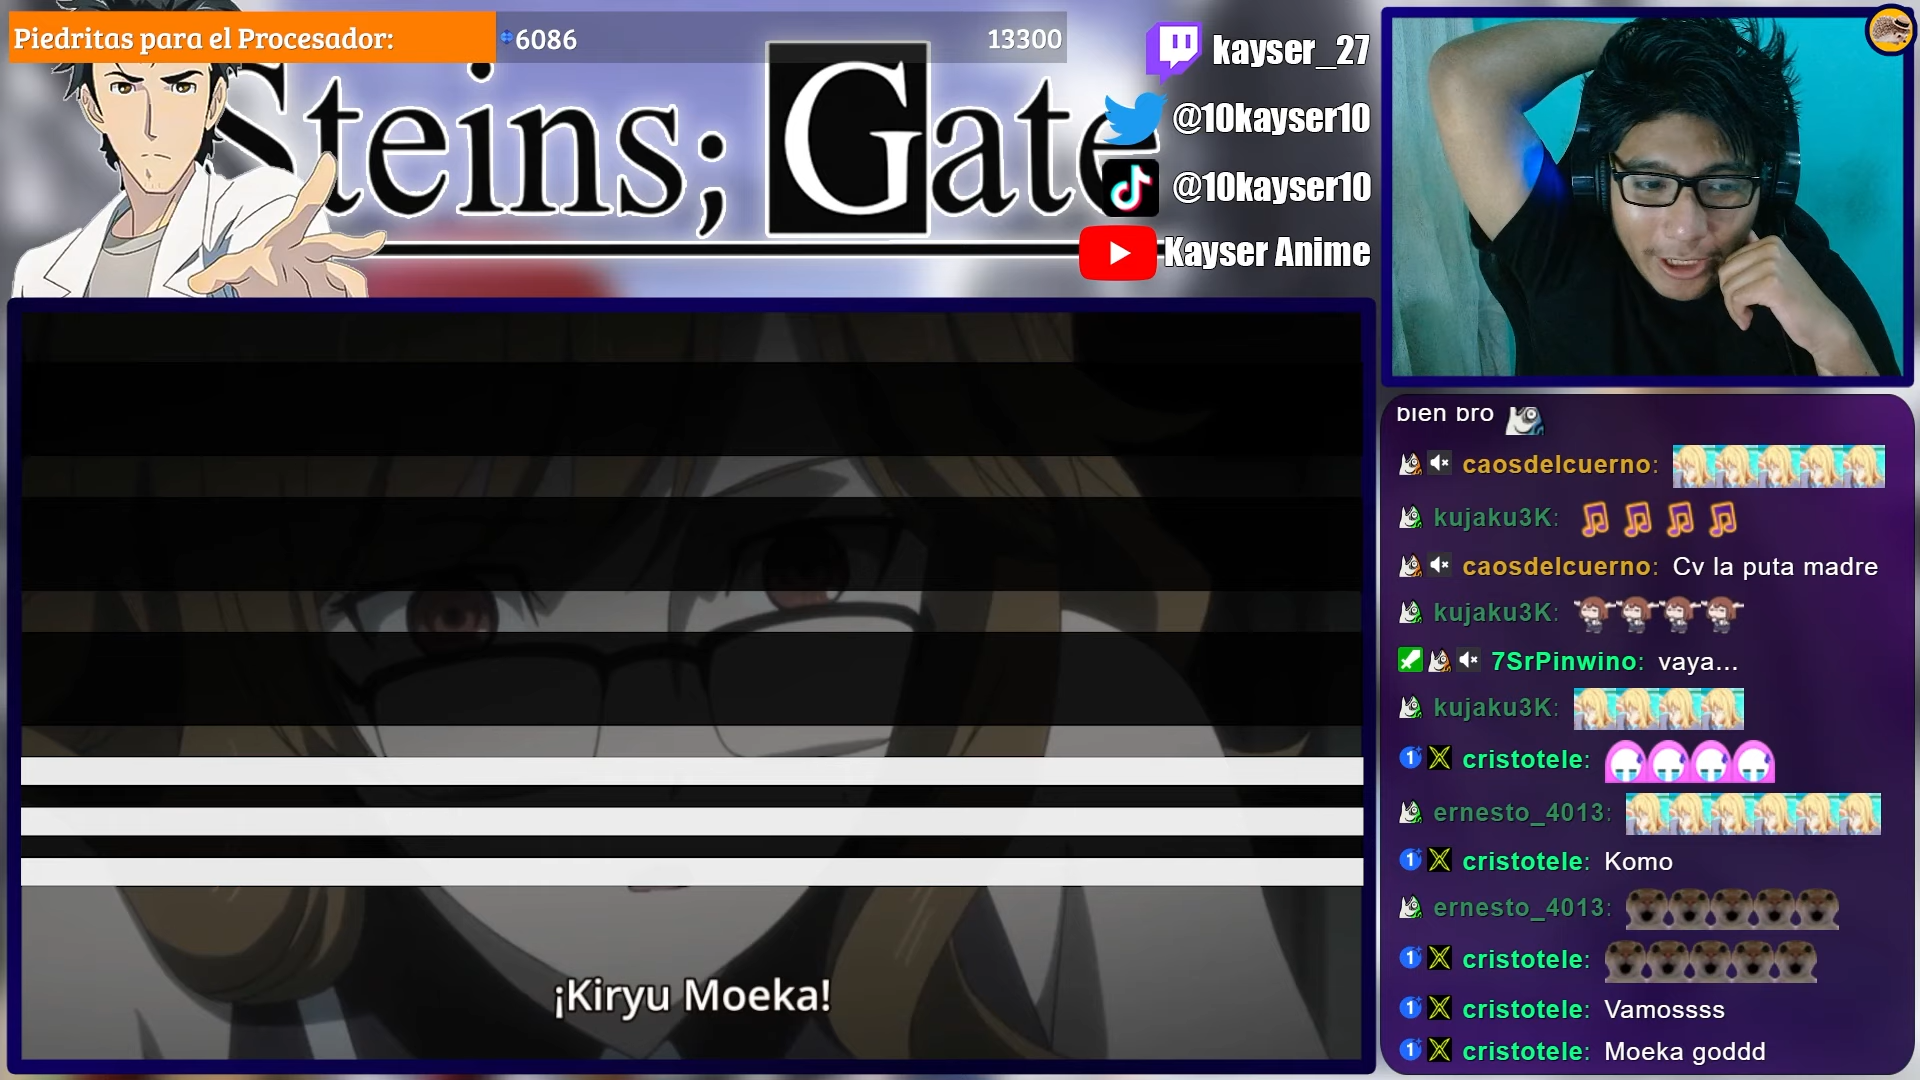 Piedritas para el Procesador:
6086
13300
Steins; Gate
kayser_27
@10kayser10
@10kayser10
Kayser Anime
¡Kiryu Moeka!
bien bro
caosdelcuerno:
kujaku3K:
caosdelcuerno: Cv la puta madre
kujaku3K:
7SrPinwino: vaya...
kujaku3K:
cristotele:
ernesto_4013:
cristotele: Komo
ernesto_4013:
cristotele:
cristotele: Vamossss
cristotele: Moeka goddd